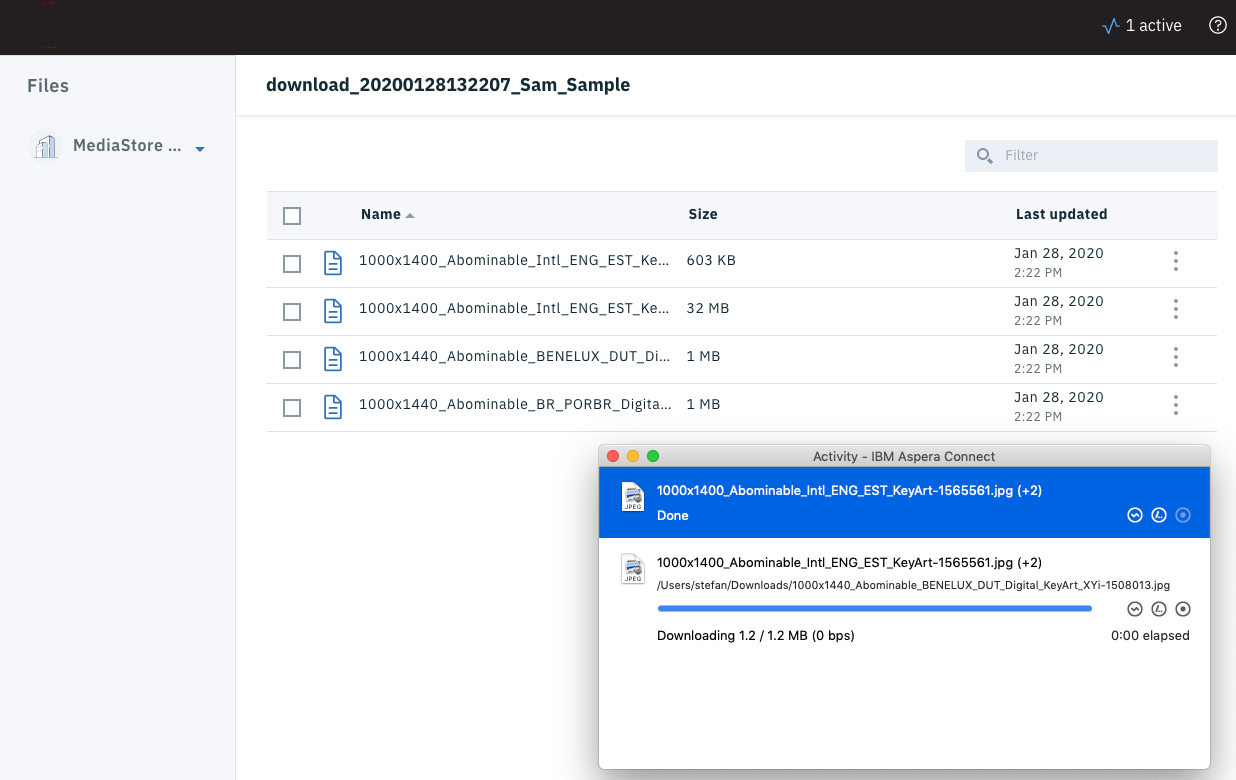 1 active
Files
download_20200128132207_Sam_Sample
MediaStore ...
Filter
Name Size Last updated
1000x1400_Abominable_Intl_ENG_EST_Ke... 603 KB Jan 28, 2020
2:22 PM
1000x1400_Abominable_Intl_ENG_EST_Ke... 32 MB Jan 28, 2020
2:22 PM
1000x1440_Abominable_BENELUX_DUT_Di... 1 MB Jan 28, 2020
2:22 PM
1000x1440_Abominable_BR_PORBR_Digita... 1 MB Jan 28, 2020
2:22 PM
Activity - IBM Aspera Connect
1000x1400_Abominable_Intl_ENG_EST_KeyArt-1565561.jpg (+2)
JPEG
Done
1000x1400_Abominable_Intl_ENG_EST_KeyArt-1565561.jpg (+2)
JPEG
/Users/stefan/Downloads/1000x1440_Abominable_BENELUX_DUT_Digital_KeyArt_XYi-1508013.jpg
Downloading 1.2 / 1.2 MB (0 bps) 0:00 elapsed